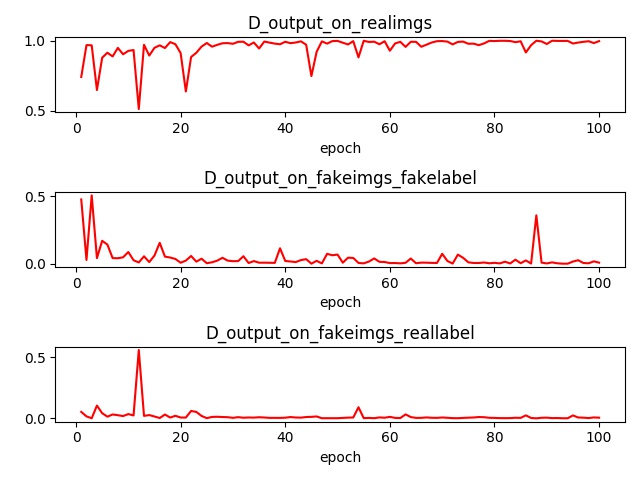 D_output_on_realimgs
1.0
0.5
0 20 40 60 80 100
epoch
D_output_on_fakeimgs_fakelabel
0.5
0.0
0 20 40 60 80 100
epoch
D_output_on_fakeimgs_reallabel
0.5
0.0
0 20 40 60 80 100
epoch